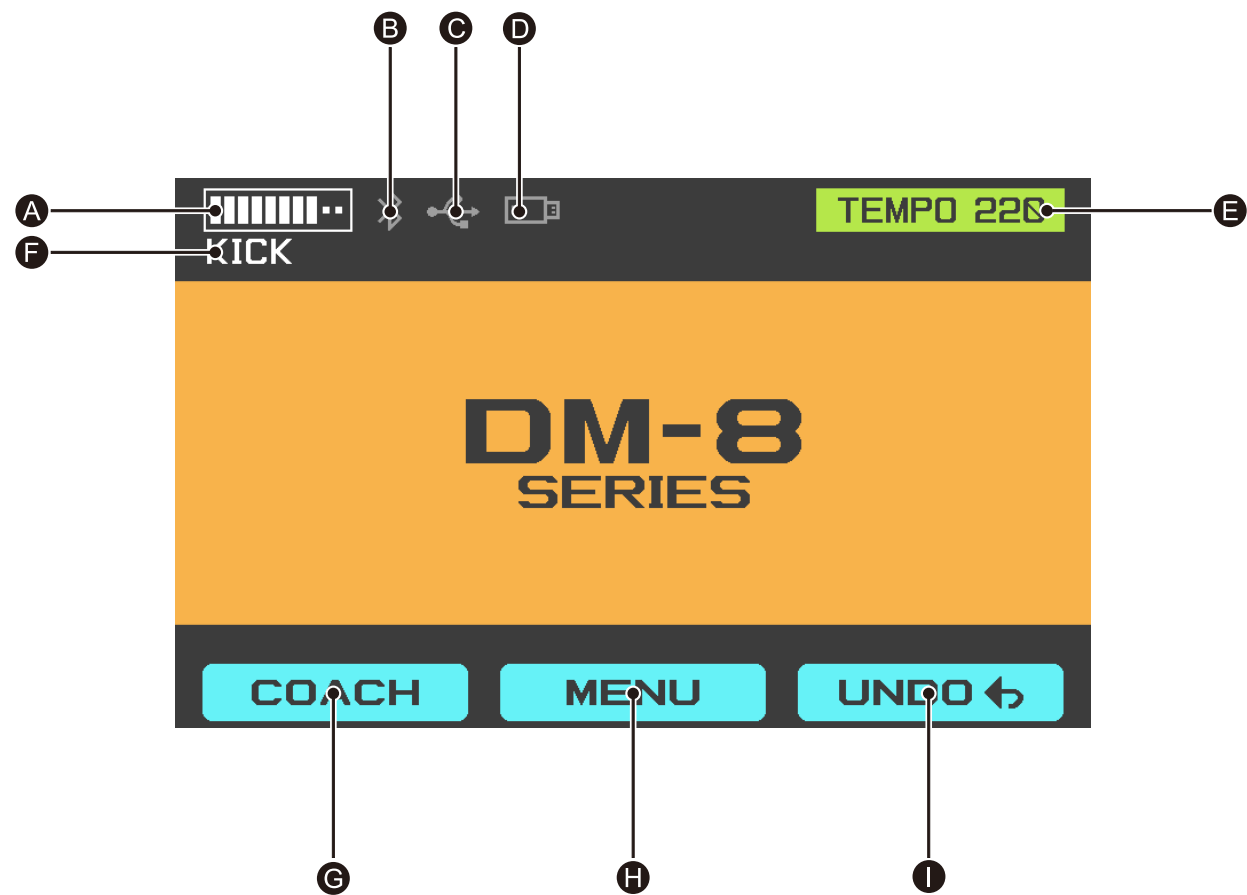 B C D
A TEMPO 220 E
F KICK
DM-8
SERIES
COACH MENU UNDO
G H I